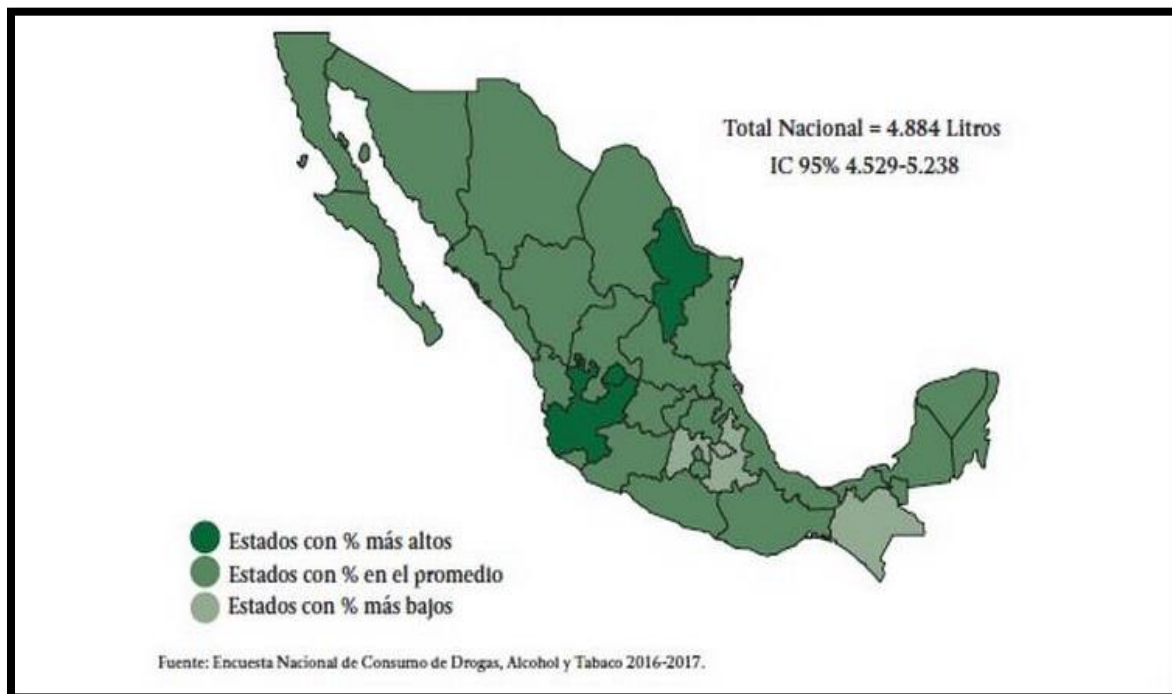 Total Nacional = 4.884 Litros
IC 95% 4.529-5.238
Estados con % más altos
Estados con % en el promedio
Estados con % más bajos
Fuente: Encuesta Nacional de Consumo de Drogas, Alcohol y Tabaco 2016-2017.